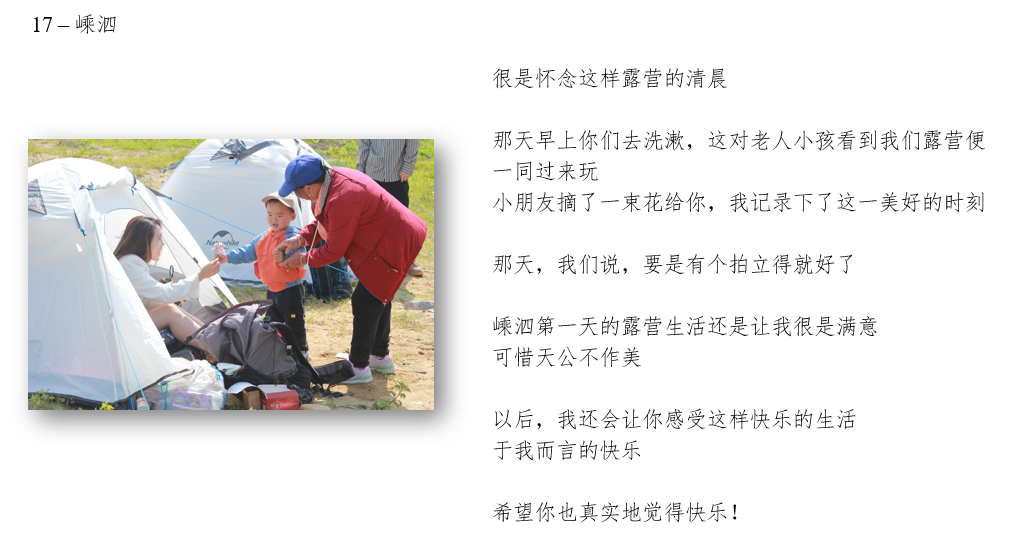 17 – 嵊泗
很是怀念这样露营的清晨
那天早上你们去洗漱，这对老人小孩看到我们露营便
一同过来玩
小朋友摘了一束花给你，我记录下了这一美好的时刻
那天，我们说，要是有个拍立得就好了
嵊泗第一天的露营生活还是让我很是满意
可惜天公不作美
以后，我还会让你感受这样快乐的生活
于我而言的快乐
希望你也真实地觉得快乐！
Naturehike